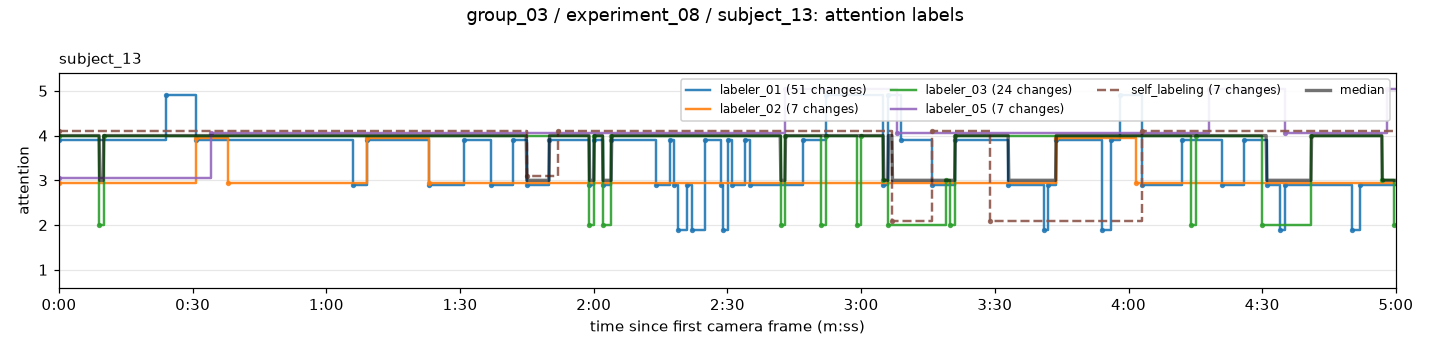 group_03 / experiment_08 / subject_13: attention labels
subject_13
labeler_01 (51 changes)
labeler_02 (7 changes)
labeler_03 (24 changes)
labeler_05 (7 changes)
self_labeling (7 changes)
median
attention
5
4
3
2
1
0:00 0:30 1:00 1:30 2:00 2:30 3:00 3:30 4:00 4:30 5:00
time since first camera frame (m:ss)